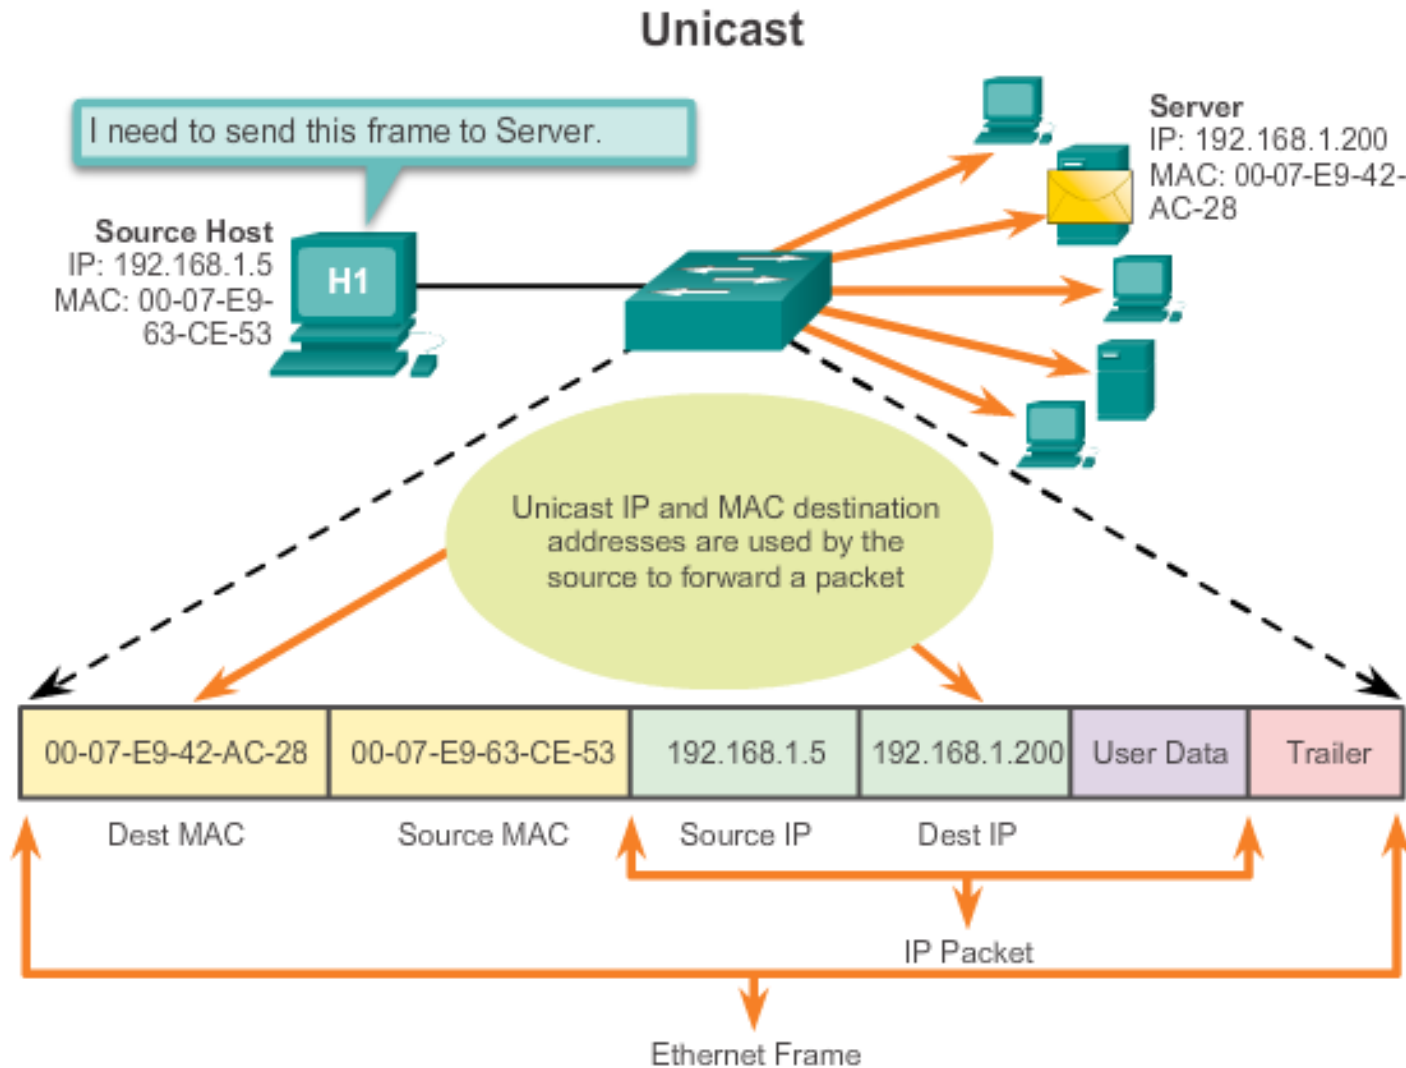 Unicast
I need to send this frame to Server.
Server
IP: 192.168.1.200
MAC: 00-07-E9-42-
AC-28
Source Host
IP: 192.168.1.5
MAC: 00-07-E9-
63-CE-53
H1
Unicast IP and MAC destination
addresses are used by the
source to forward a packet
00-07-E9-42-AC-28 00-07-E9-63-CE-53 192.168.1.5 192.168.1.200 User Data Trailer
Dest MAC Source MAC Source IP Dest IP
IP Packet
Ethernet Frame